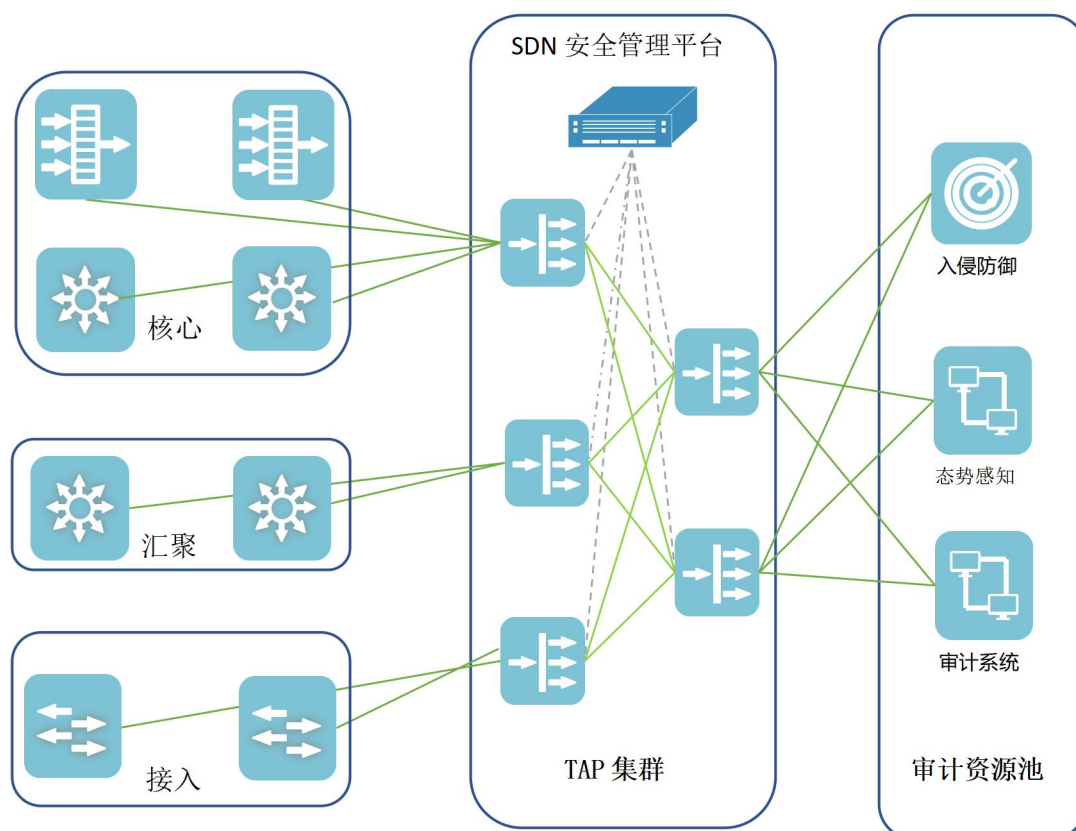 SDN 安全管理平台
核心
汇聚
接入
TAP 集群
入侵防御
态势感知
审计系统
审计资源池